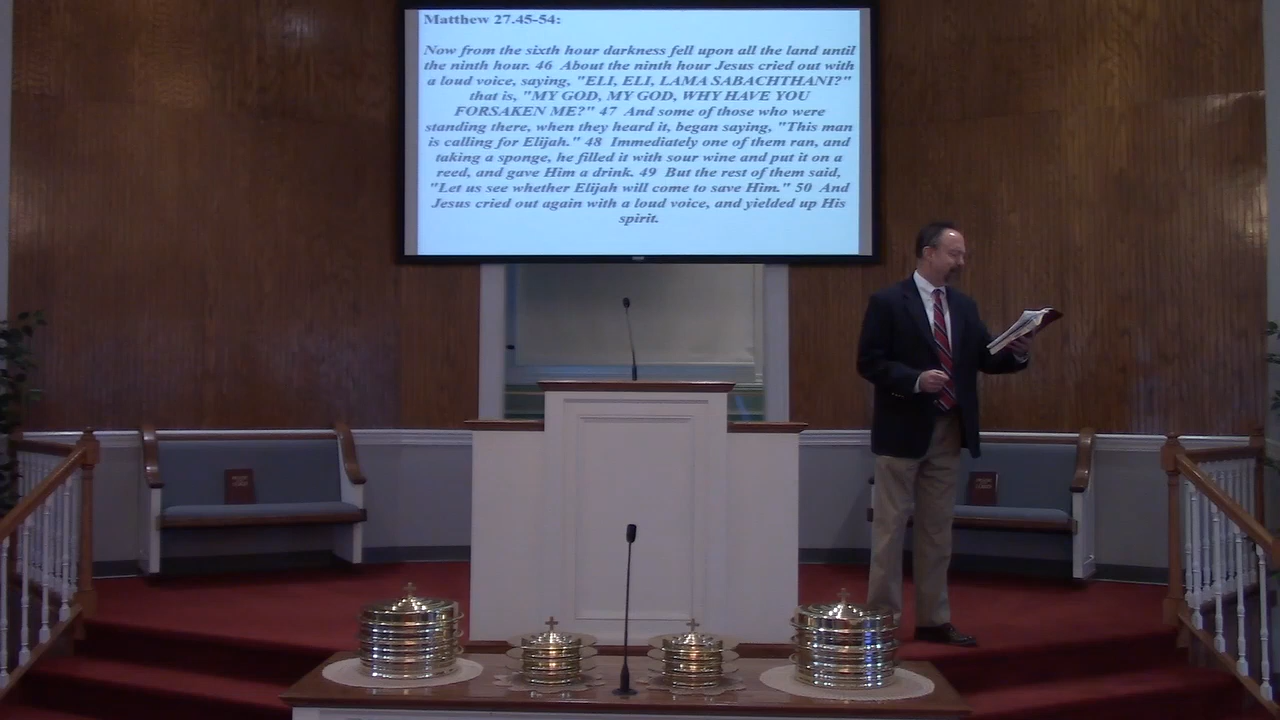 Matthew 27.45-54:
Now from the sixth hour darkness fell upon all the land until
the ninth hour. 46 About the ninth hour Jesus cried out with
a loud voice, saying, "ELI, ELI, LAMA SABACHTHANI?"
that is, "MY GOD, MY GOD, WHY HAVE YOU
FORSAKEN ME?" 47 And some of those who were
standing there, when they heard it, began saying, "This man
is calling for Elijah." 48 Immediately one of them ran, and
taking a sponge, he filled it with sour wine and put it on a
reed, and gave Him a drink. 49 But the rest of them said,
"Let us see whether Elijah will come to save Him." 50 And
Jesus cried out again with a loud voice, and yielded up His
spirit.